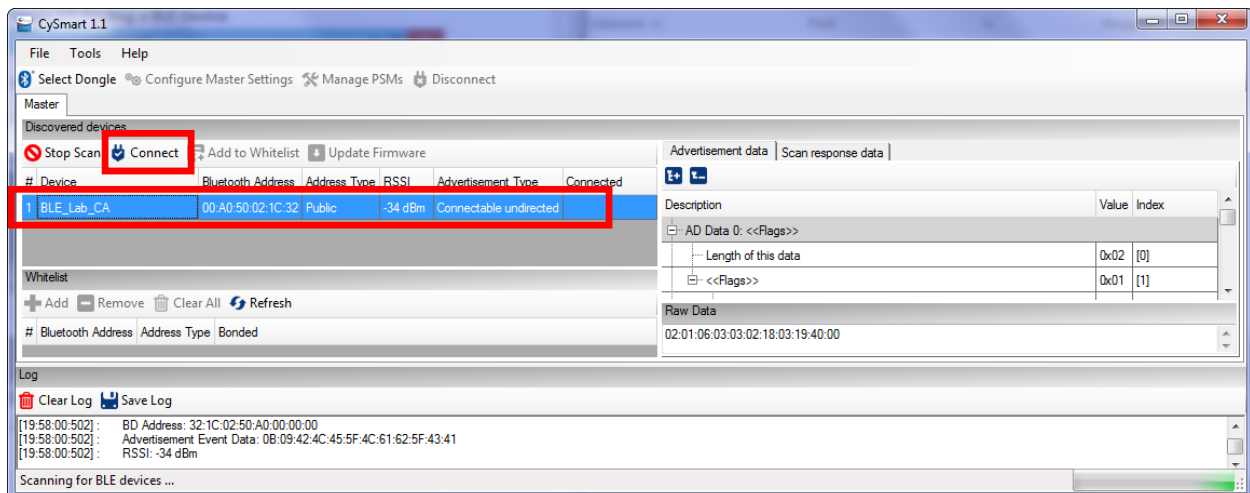 CySmart 1.1
File Tools Help
Select Dongle Configure Master Settings Manage PSMs Disconnect
Master
Discovered devices
Stop Scan Connect Add to Whitelist Update Firmware
# Device Bluetooth Address Address Type RSSI Advertisement Type Connected
1 BLE_Lab_CA 00:A0:50:02:1C:32 Public -34 dBm Connectable undirected
Whitelist
Add Remove Clear All Refresh
# Bluetooth Address Address Type Bonded
Advertisement data Scan response data
Description Value Index
AD Data 0: <<Flags>>
Length of this data 0x02 [0]
<<Flags>> 0x01 [1]
Raw Data
02:01:06:03:03:02:18:03:19:40:00
Log
Clear Log Save Log
[19:58:00:502] : BD Address: 32:1C:02:50:A0:00:00:00
[19:58:00:502] : Advertisement Event Data: 0B:09:42:4C:45:5F:4C:61:62:5F:43:41
[19:58:00:502] : RSSI: -34 dBm
Scanning for BLE devices ...